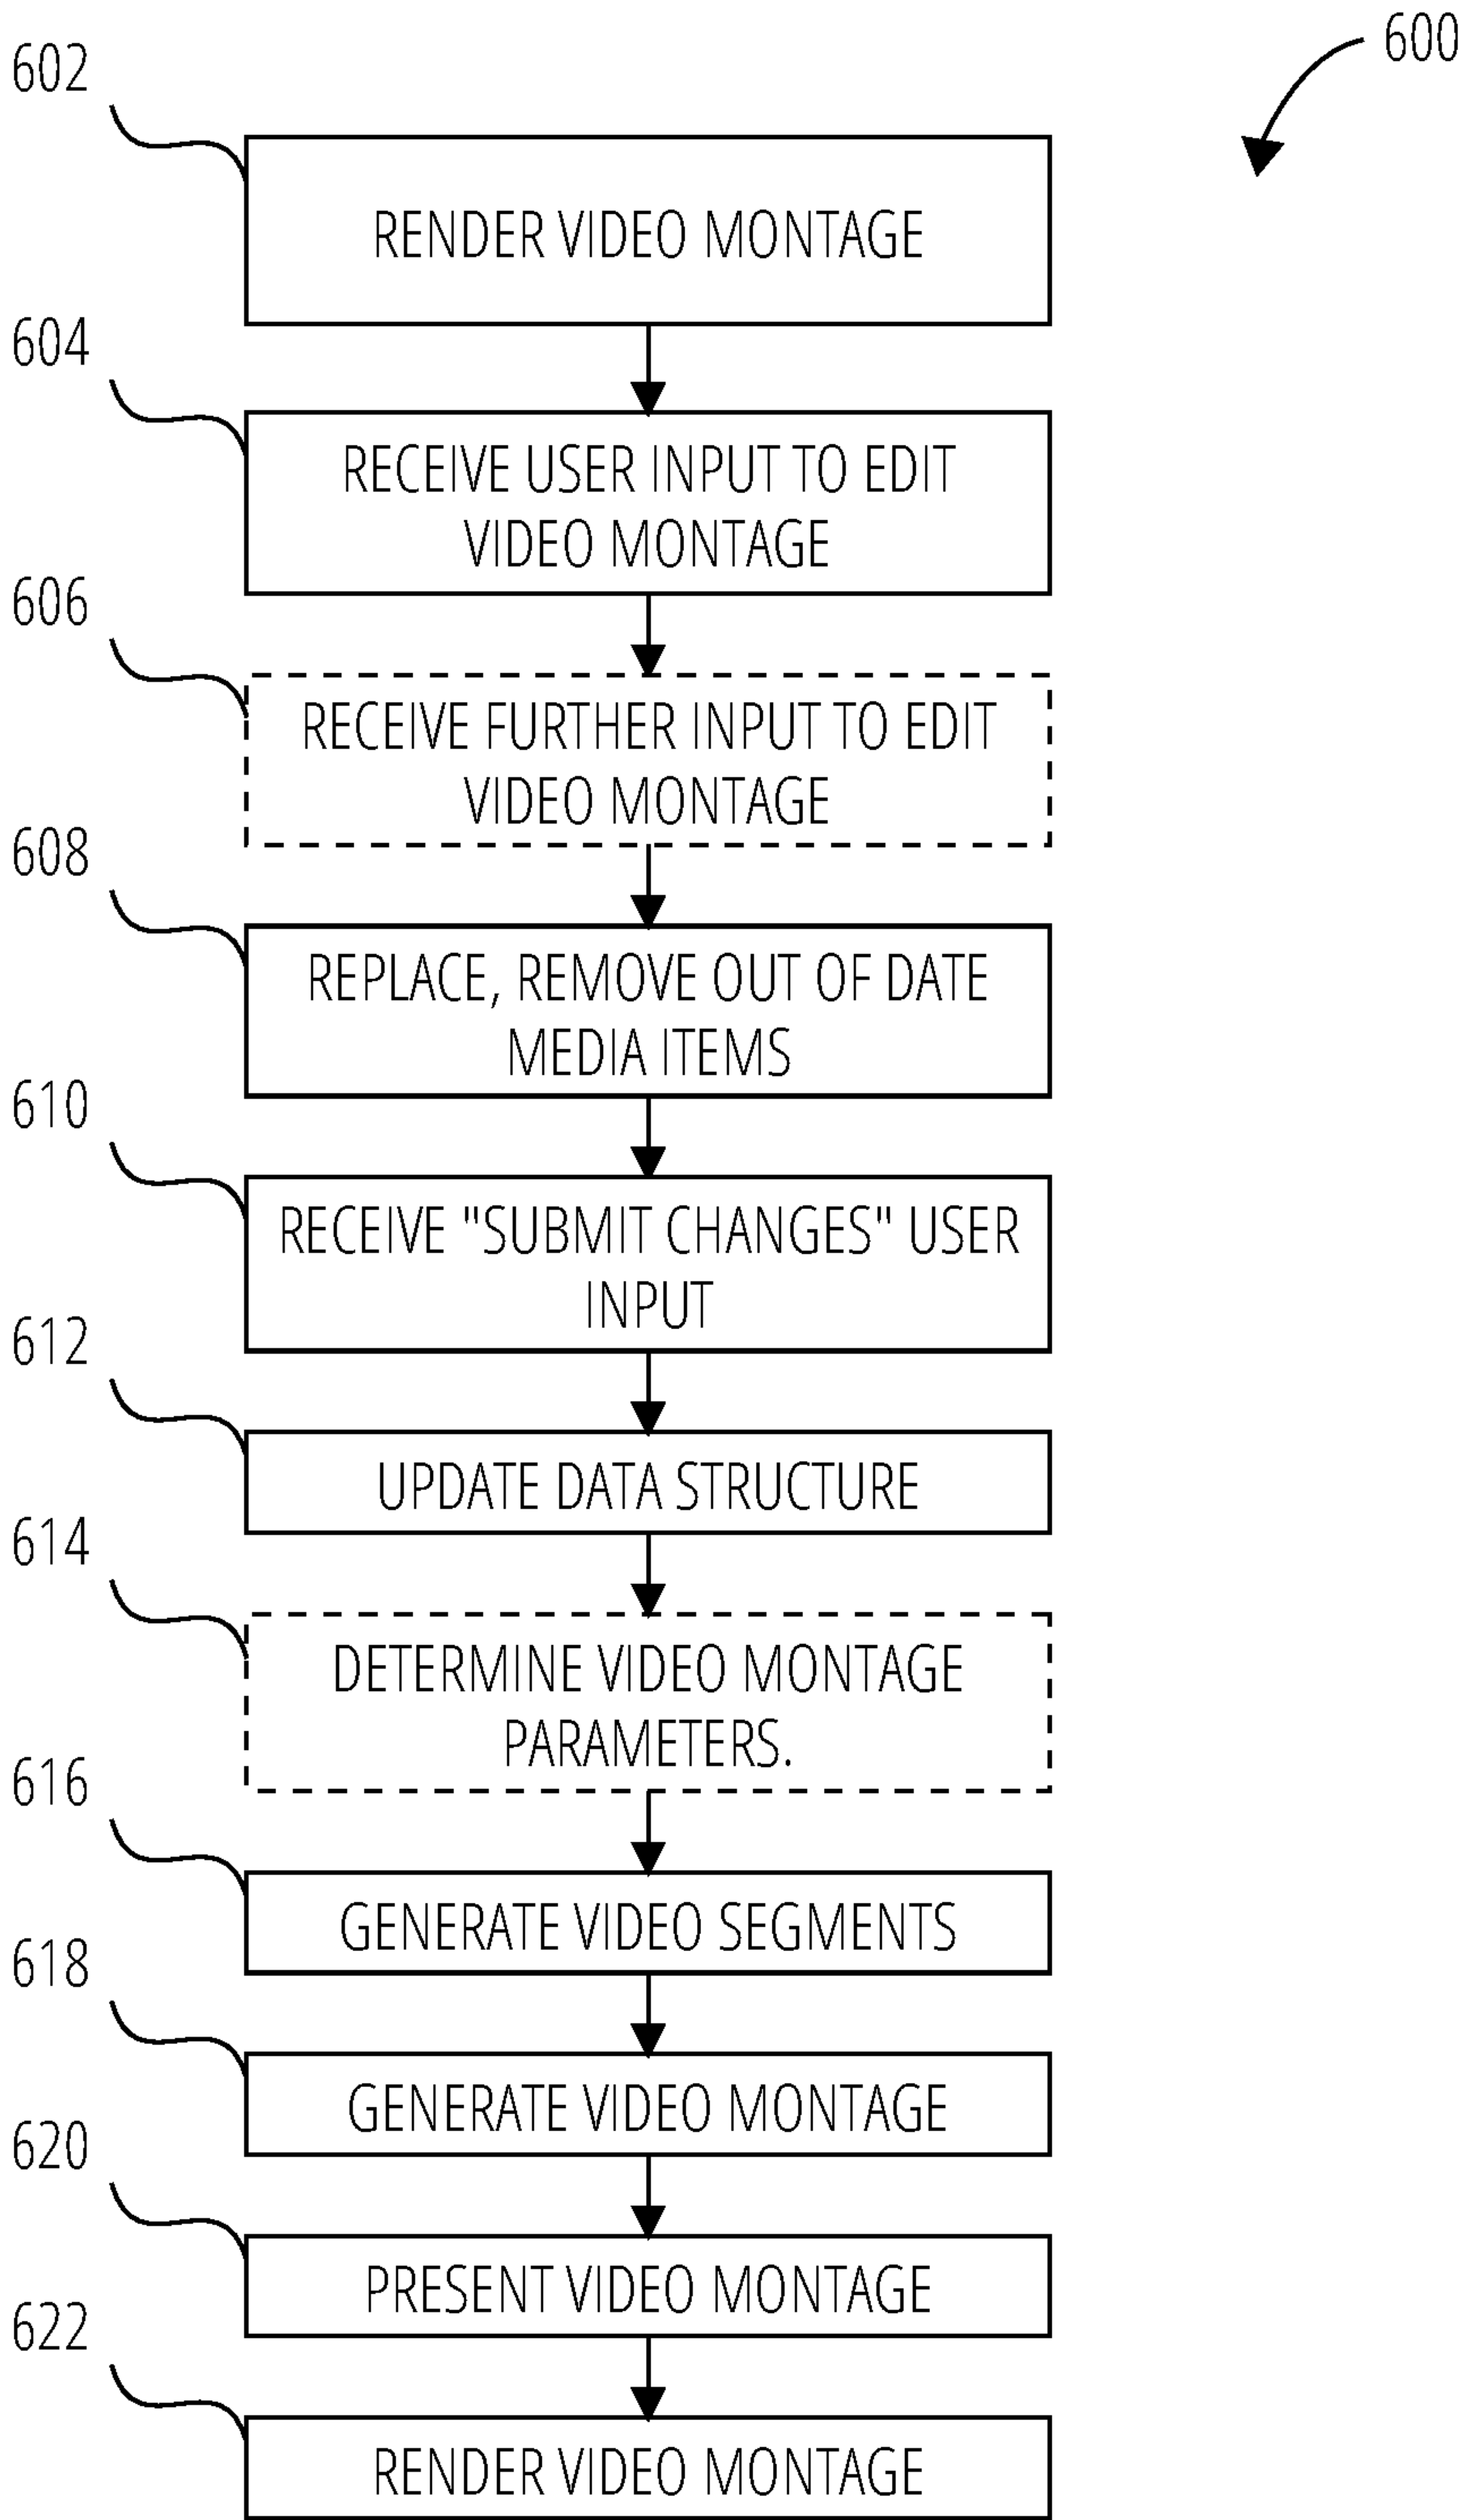 600
602
RENDER VIDEO MONTAGE
604
RECEIVE USER INPUT TO EDIT
VIDEO MONTAGE
606
RECEIVE FURTHER INPUT TO EDIT
VIDEO MONTAGE
608
REPLACE, REMOVE OUT OF DATE
MEDIA ITEMS
610
RECEIVE "SUBMIT CHANGES" USER
INPUT
612
UPDATE DATA STRUCTURE
614
DETERMINE VIDEO MONTAGE
PARAMETERS.
616
GENERATE VIDEO SEGMENTS
618
GENERATE VIDEO MONTAGE
620
PRESENT VIDEO MONTAGE
622
RENDER VIDEO MONTAGE